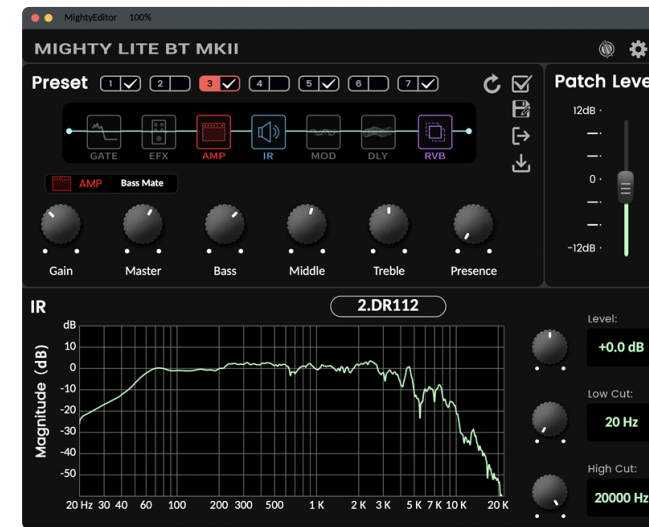 MightyEditor 100%
MIGHTY LITE BT MKII
Preset 1 2 3 4 5 6 7
Patch Leve
12dB
0
-12dB
GATE EFX AMP IR MOD DLY RVB
AMP Bass Mate
Gain Master Bass Middle Treble Presence
IR
2.DR112
dB
10
0
-10
-20
-30
-40
-50
Magnitude (dB)
20 Hz 30 40 60 100 200 300 500 1 K 2 K 3 K 5 K 7 K 10 K 20 K
Level:
+0.0 dB
Low Cut:
20 Hz
High Cut:
20000 Hz